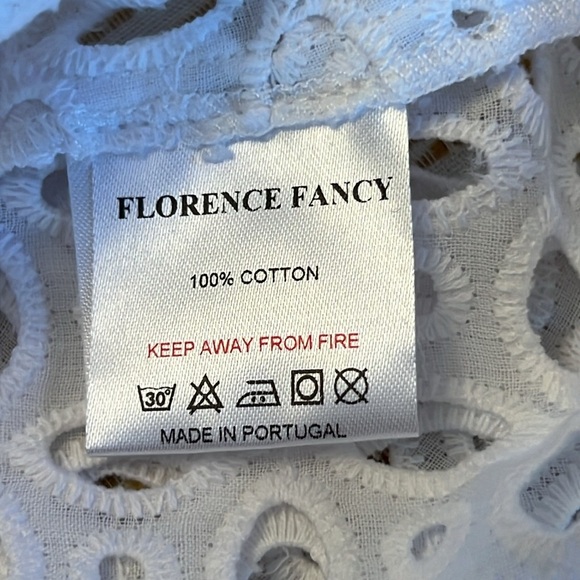 FLORENCE FANCY
100% COTTON
KEEP AWAY FROM FIRE
30°
MADE IN PORTUGAL